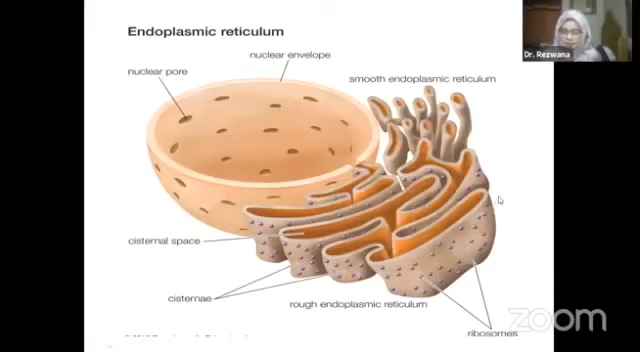 Endoplasmic reticulum
nuclear envelope
nuclear pore
smooth endoplasmic reticulum
cisternal space
cisternae
rough endoplasmic reticulum
ribosomes
Dr. Rezwana
zoom